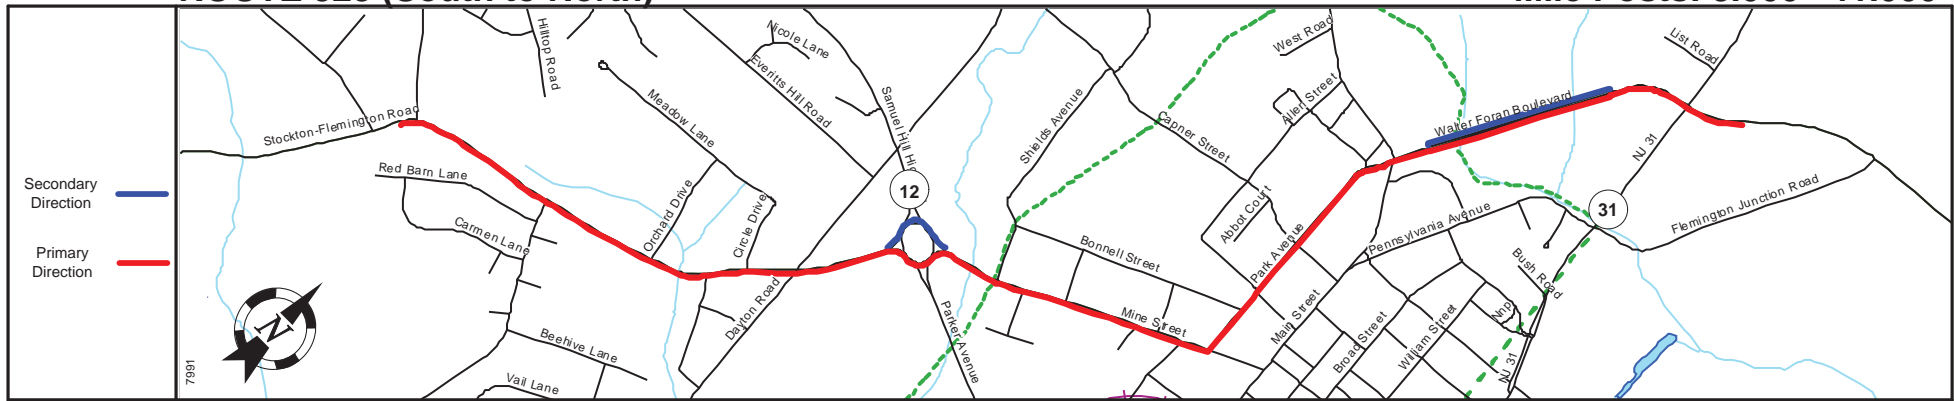 Secondary
Direction
Primary
Direction
7991
Stockton-Flemington Road
Hilltop Road
Red Barn Lane
Carmen Lane
Beehive Lane
Vail Lane
Meadow Lane
Orchard Drive
Circle Drive
Nicole Lane
Everitts Hill Road
Dayton Road
12
Parker Avenue
Shields Avenue
Capner Street
Bonnell Street
Mine Street
West Road
Allen Street
Abbot Court
Park Avenue
Main Street
Broad Street
William Street
Pennsylvania Avenue
Walter Foran Boulevard
List Road
NJ 31
31
Flemington Junction Road
Bush Road
Nnp
NJ 31
N
Samuel Hill